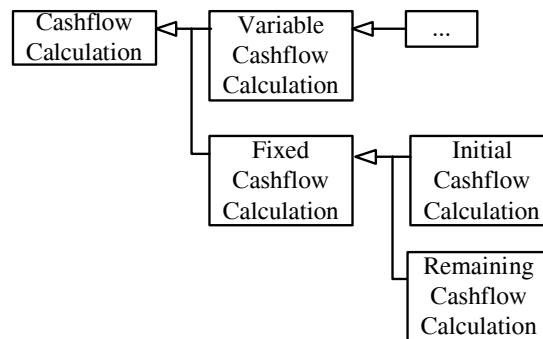 Cashflow
Calculation
Variable
Cashflow
Calculation
...
Fixed
Cashflow
Calculation
Initial
Cashflow
Calculation
Remaining
Cashflow
Calculation